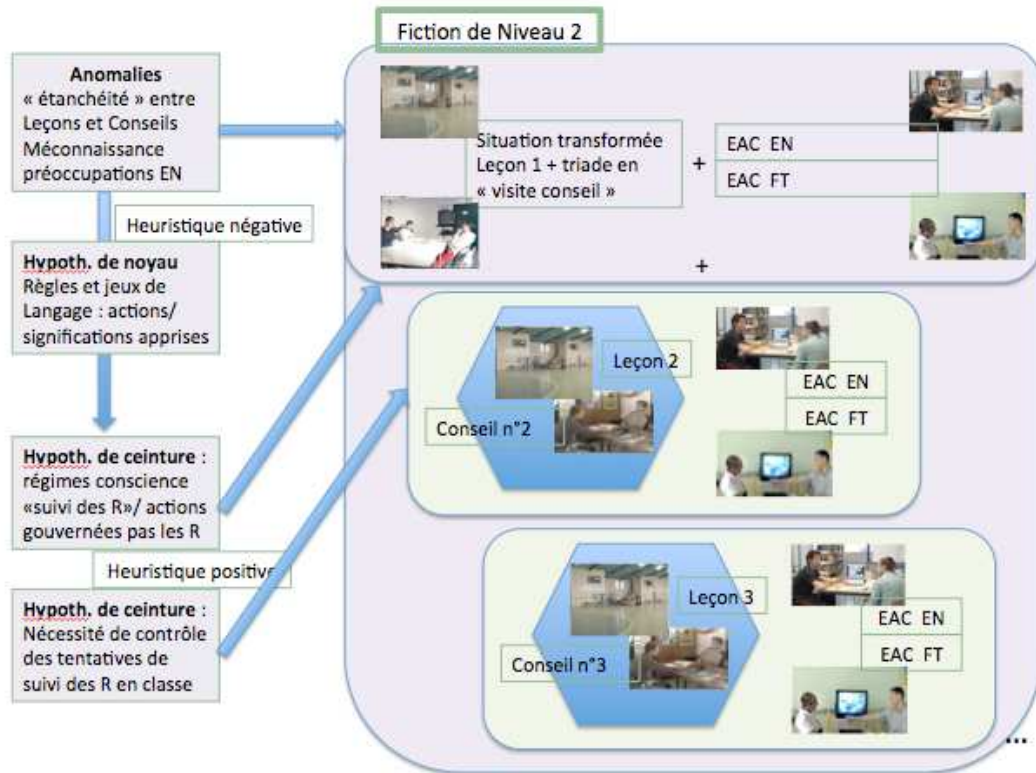 Fiction de Niveau 2
Anomalies
« étanchéité » entre
Leçons et Conseils
Méconnaissance
préoccupations EN
Situation transformée
Leçon 1 + triade en
« visite conseil »
+
EAC EN
EAC FT
+
Heuristique négative
Hypoth. de noyau
Règles et jeux de
Langage : actions/
significations apprises
Leçon 2
Conseil n°2
EAC EN
EAC FT
Hypoth. de ceinture :
régimes conscience
«suivi des R»/ actions
gouvernées pas les R
Heuristique positive
Hypoth. de ceinture :
Nécessité de contrôle
des tentatives de
suivi des R en classe
Leçon 3
Conseil n°3
EAC EN
EAC FT
...